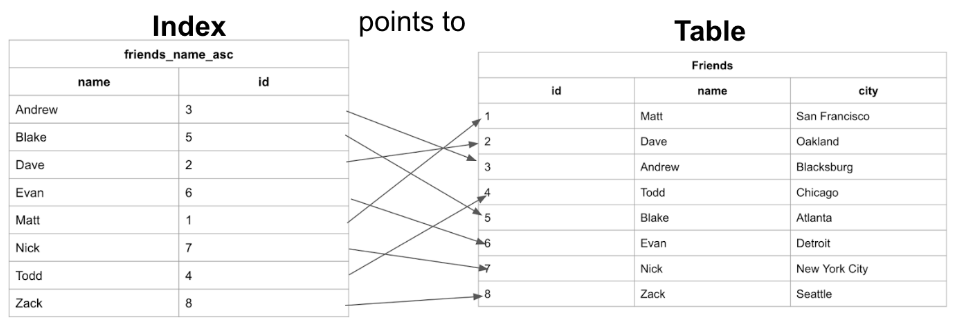 Index points to Table
friends_name_asc
name id
Andrew 3
Blake 5
Dave 2
Evan 6
Matt 1
Nick 7
Todd 4
Zack 8
Friends
id name city
1 Matt San Francisco
2 Dave Oakland
3 Andrew Blacksburg
4 Todd Chicago
5 Blake Atlanta
6 Evan Detroit
7 Nick New York City
8 Zack Seattle